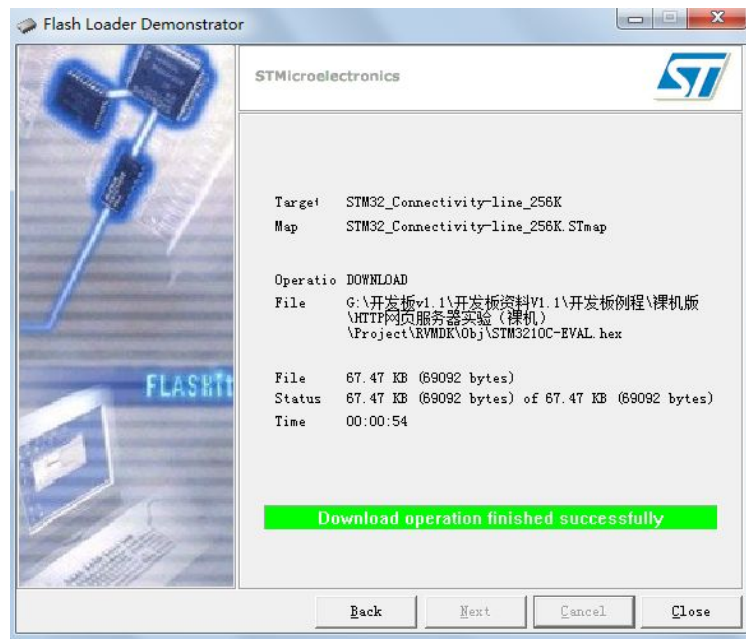 Flash Loader Demonstrator
STMicroelectronics
ST
Target STM32_Connectivity-line_256K
Map STM32_Connectivity-line_256K.STmap
Operatio DOWNLOAD
File G:\开发板v1.1\开发板资料V1.1\开发板例程\裸机版
\HTTP网页服务器实验（裸机）
\Project\RVMDK\Obj\STM3210C-EVAL.hex
FLASHit
File 67.47 KB (69092 bytes)
Status 67.47 KB (69092 bytes) of 67.47 KB (69092 bytes)
Time 00:00:54
Download operation finished successfully
Back Next Cancel Close